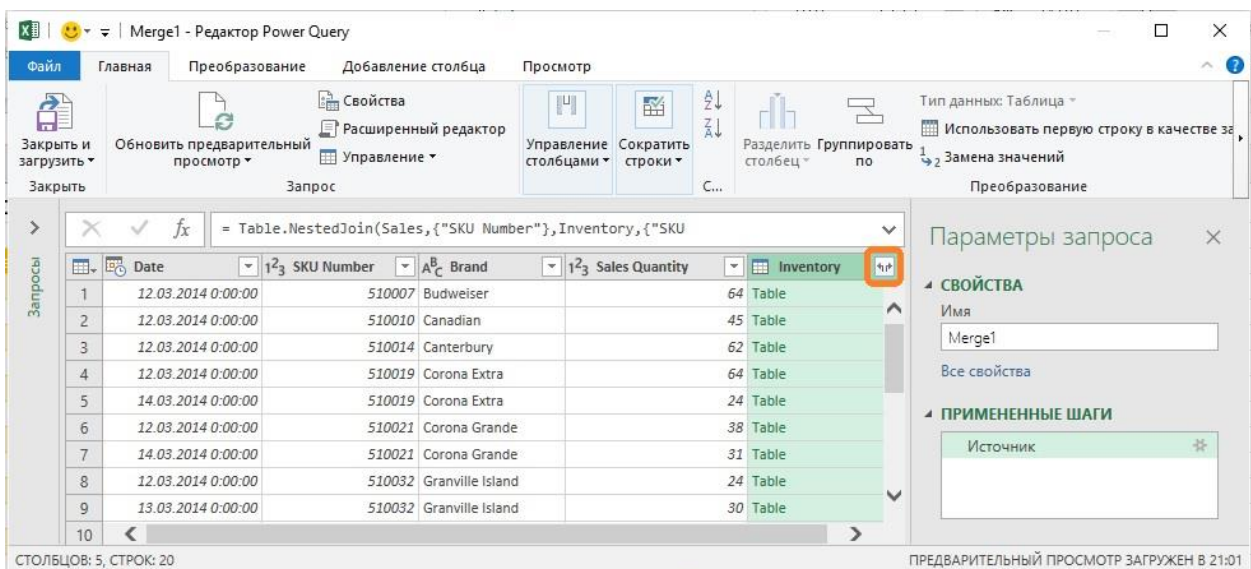 Merge1 - Редактор Power Query
Файл Главная Преобразование Добавление столбца Просмотр
Закрыть и загрузить
Закрыть
Обновить предварительный просмотр
Свойства
Расширенный редактор
Управление
Запрос
Управление столбцами
Сократить строки
С...
Разделить столбец
Группировать по
Тип данных: Таблица
Использовать первую строку в качестве за
Замена значений
Преобразование
Запросы
fx = Table.NestedJoin(Sales,{"SKU Number"},Inventory,{"SKU
Date 123 SKU Number ABC Brand 123 Sales Quantity Inventory
1 12.03.2014 0:00:00 510007 Budweiser 64 Table
2 12.03.2014 0:00:00 510010 Canadian 45 Table
3 12.03.2014 0:00:00 510014 Canterbury 62 Table
4 12.03.2014 0:00:00 510019 Corona Extra 64 Table
5 14.03.2014 0:00:00 510019 Corona Extra 24 Table
6 12.03.2014 0:00:00 510021 Corona Grande 38 Table
7 14.03.2014 0:00:00 510021 Corona Grande 31 Table
8 12.03.2014 0:00:00 510032 Granville Island 24 Table
9 13.03.2014 0:00:00 510032 Granville Island 30 Table
10
Параметры запроса
СВОЙСТВА
Имя
Merge1
Все свойства
ПРИМЕНЕННЫЕ ШАГИ
Источник
СТОЛБЦОВ: 5, СТРОК: 20
ПРЕДВАРИТЕЛЬНЫЙ ПРОСМОТР ЗАГРУЖЕН В 21:01